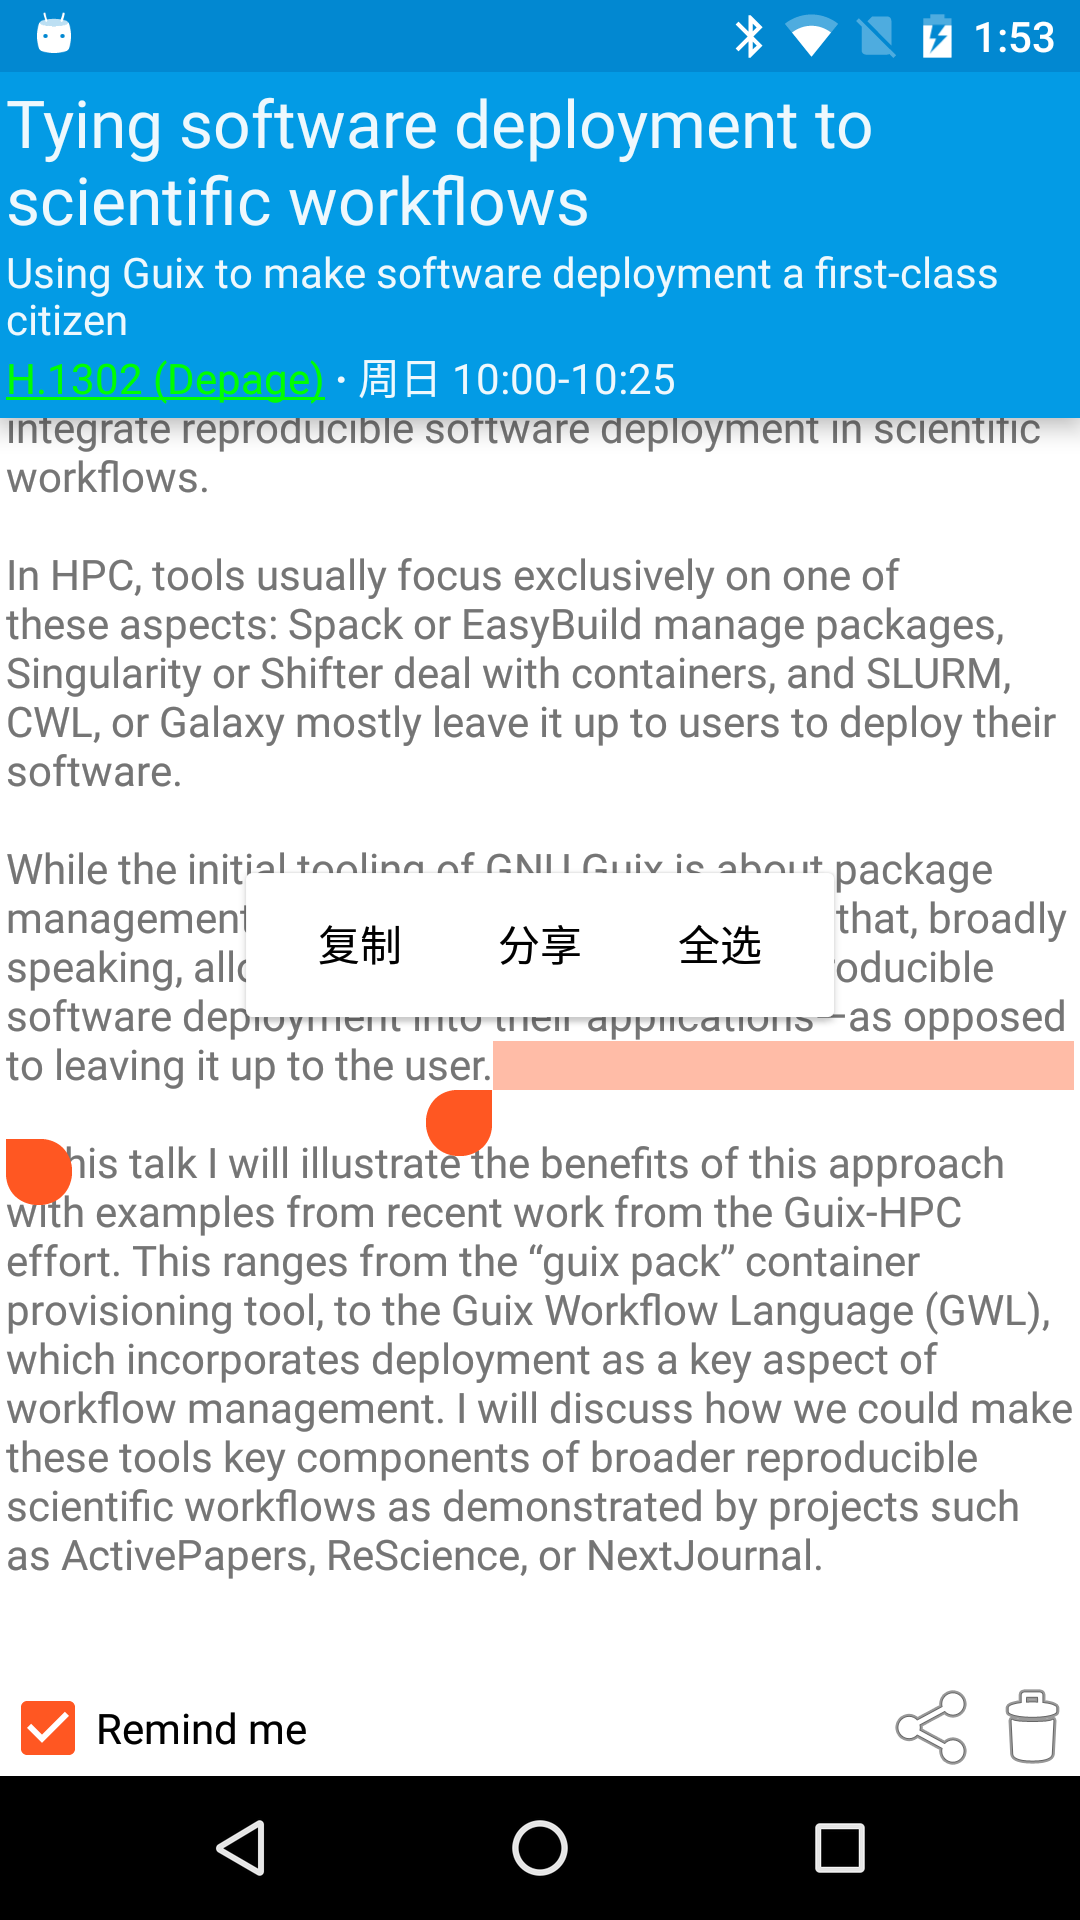 1:53
Tying software deployment to
scientific workflows
Using Guix to make software deployment a first-class
citizen
H.1302 (Depage) · 周日 10:00-10:25
integrate reproducible software deployment in scientific
workflows.
In HPC, tools usually focus exclusively on one of
these aspects: Spack or EasyBuild manage packages,
Singularity or Shifter deal with containers, and SLURM,
CWL, or Galaxy mostly leave it up to users to deploy their
software.
While the initial tooling of GNU Guix is about package
management that, broadly
speaking,
复制 分享 全选
software deployment into their applications—as opposed
to leaving it up to the user.
this talk I will illustrate the benefits of this approach
with examples from recent work from the Guix-HPC
effort. This ranges from the “guix pack” container
provisioning tool, to the Guix Workflow Language (GWL),
which incorporates deployment as a key aspect of
workflow management. I will discuss how we could make
these tools key components of broader reproducible
scientific workflows as demonstrated by projects such
as ActivePapers, ReScience, or NextJournal.
Remind me